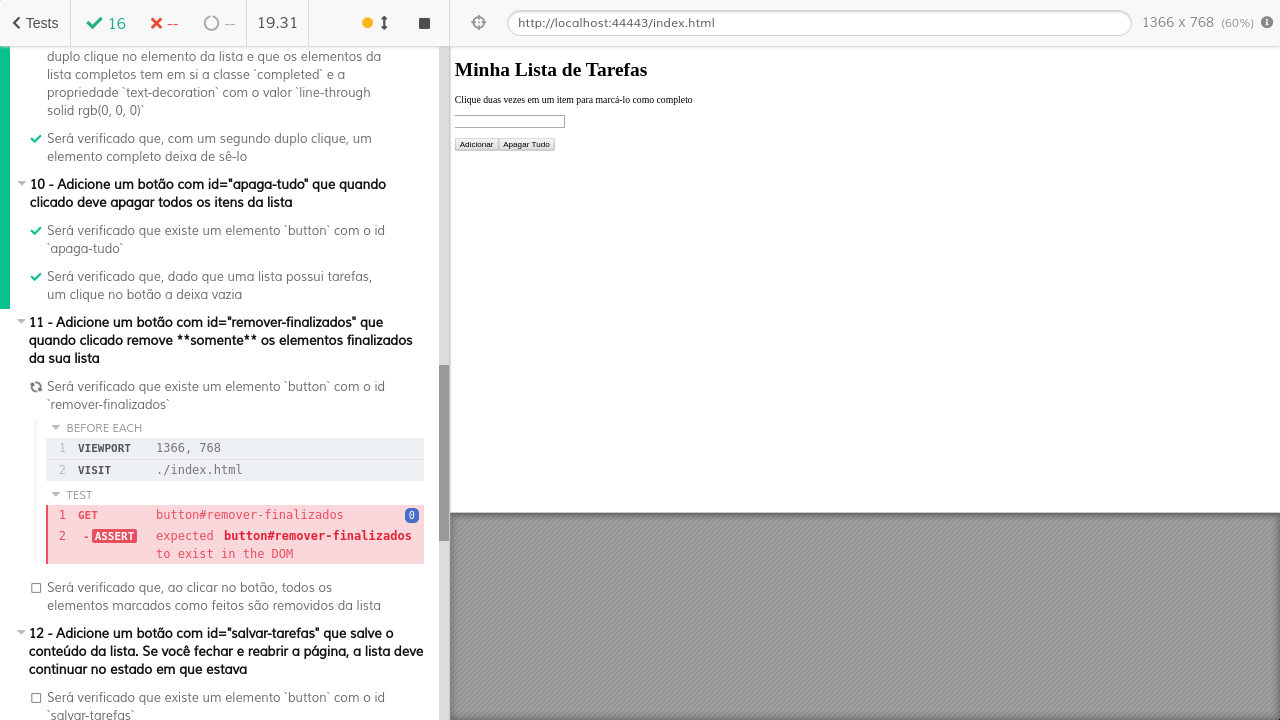 Tests
16
--
--
19.31
http://localhost:44443/index.html
1366 x 768 (60%)
duplo clique no elemento da lista e que os elementos da
lista completos tem em si a classe `completed` e a
propriedade `text-decoration` com o valor `line-through
solid rgb(0, 0, 0)`
Será verificado que, com um segundo duplo clique, um
elemento completo deixa de sê-lo
10 - Adicione um botão com id="apaga-tudo" que quando
clicado deve apagar todos os itens da lista
Será verificado que existe um elemento `button` com o id
`apaga-tudo`
Será verificado que, dado que uma lista possui tarefas,
um clique no botão a deixa vazia
11 - Adicione um botão com id="remover-finalizados" que
quando clicado remove **somente** os elementos finalizados
da sua lista
Será verificado que existe um elemento `button` com o id
`remover-finalizados`
BEFORE EACH
1 VIEWPORT 1366, 768
2 VISIT ./index.html
TEST
1 GET button#remover-finalizados 0
2 -ASSERT expected button#remover-finalizados
to exist in the DOM
Será verificado que, ao clicar no botão, todos os
elementos marcados como feitos são removidos da lista
12 - Adicione um botão com id="salvar-tarefas" que salve o
conteúdo da lista. Se você fechar e reabrir a página, a lista deve
continuar no estado em que estava
Será verificado que existe um elemento `button` com o id
`salvar-tarefas`
Minha Lista de Tarefas
Clique duas vezes em um item para marcá-lo como completo
Adicionar Apagar Tudo